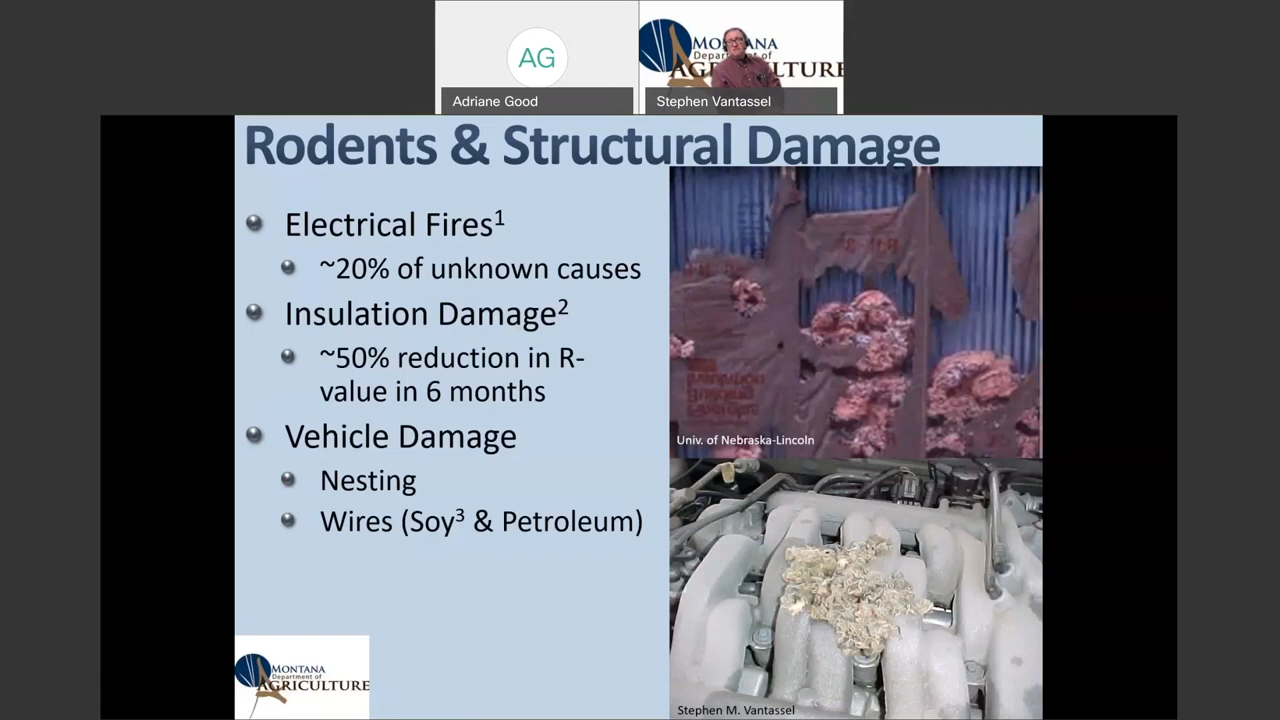 AG
Adriane Good
MONTANA
Department of
AGRICULTURE
Stephen Vantassel
Rodents & Structural Damage
Electrical Fires¹
~20% of unknown causes
Insulation Damage²
~50% reduction in R-
value in 6 months
Vehicle Damage
Nesting
Wires (Soy³ & Petroleum)
Univ. of Nebraska-Lincoln
Stephen M. Vantassel
MONTANA
Department of
AGRICULTURE